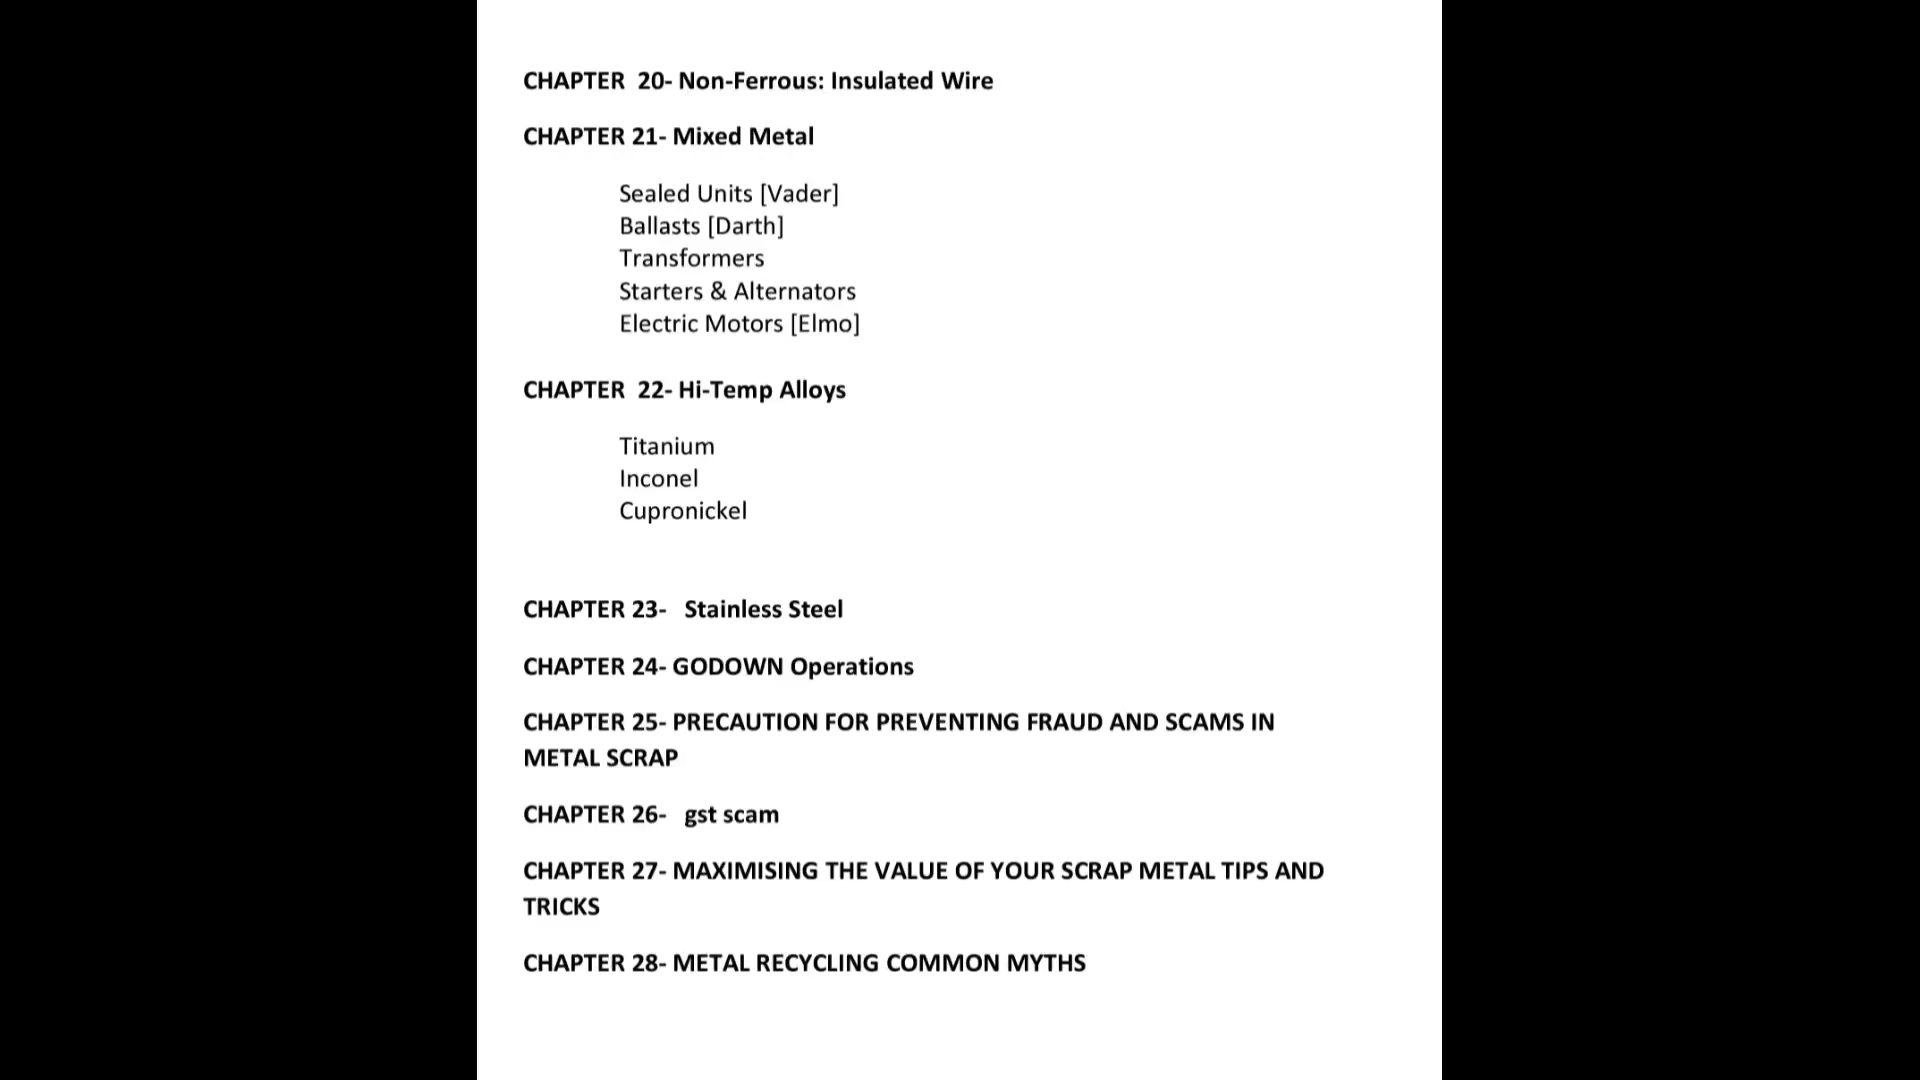 CHAPTER  20- Non-Ferrous: Insulated Wire
CHAPTER 21- Mixed Metal
Sealed Units [Vader]
Ballasts [Darth]
Transformers
Starters & Alternators
Electric Motors [Elmo]
CHAPTER  22- Hi-Temp Alloys
Titanium
Inconel
Cupronickel
CHAPTER 23-   Stainless Steel
CHAPTER 24- GODOWN Operations
CHAPTER 25- PRECAUTION FOR PREVENTING FRAUD AND SCAMS IN
METAL SCRAP
CHAPTER 26-   gst scam
CHAPTER 27- MAXIMISING THE VALUE OF YOUR SCRAP METAL TIPS AND
TRICKS
CHAPTER 28- METAL RECYCLING COMMON MYTHS